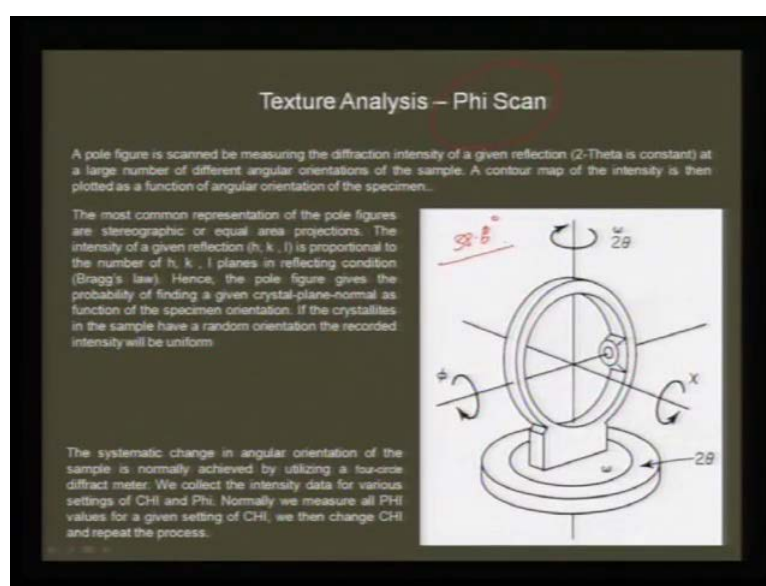 Texture Analysis – Phi Scan
A pole figure is scanned be measuring the diffraction intensity of a given reflection (2-Theta is constant) at
a large number of different angular orientations of the sample. A contour map of the intensity is then
plotted as a function of angular orientation of the specimen..
The most common representation of the pole figures
are stereographic or equal area projections. The
intensity of a given reflection (h, k , l) is proportional to
the number of h, k , l planes in reflecting condition
(Bragg's law). Hence, the pole figure gives the
probability of finding a given crystal-plane-normal as
function of the specimen orientation. If the crystallites
in the sample have a random orientation the recorded
intensity will be uniform
ω
2θ
ϕ
χ
ω
2θ
The systematic change in angular orientation of the
sample is normally achieved by utilizing a four-circle
diffract meter. We collect the intensity data for various
settings of CHI and Phi. Normally we measure all PHI
values for a given setting of CHI, we then change CHI
and repeat the process..